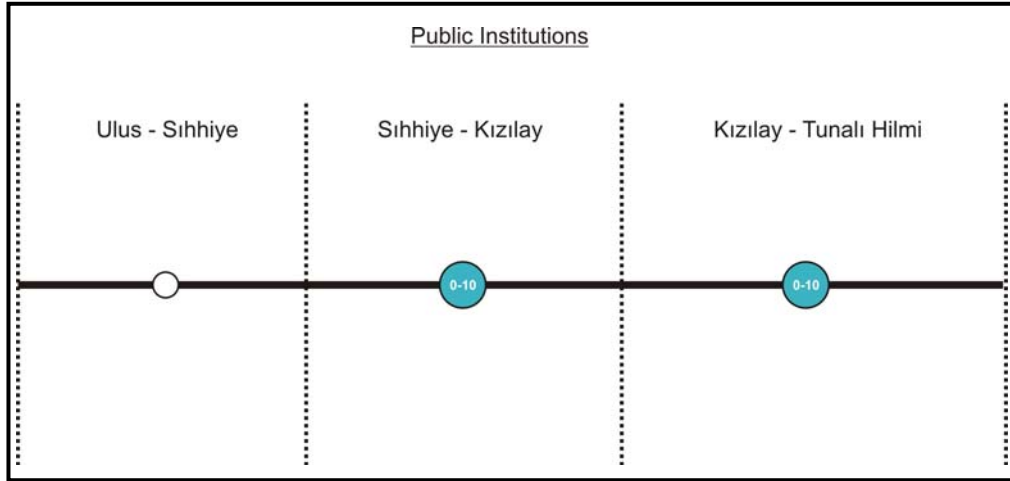 Public Institutions
Ulus - Sıhhiye
Sıhhiye - Kızılay
Kızılay - Tunalı Hilmi
0-10
0-10